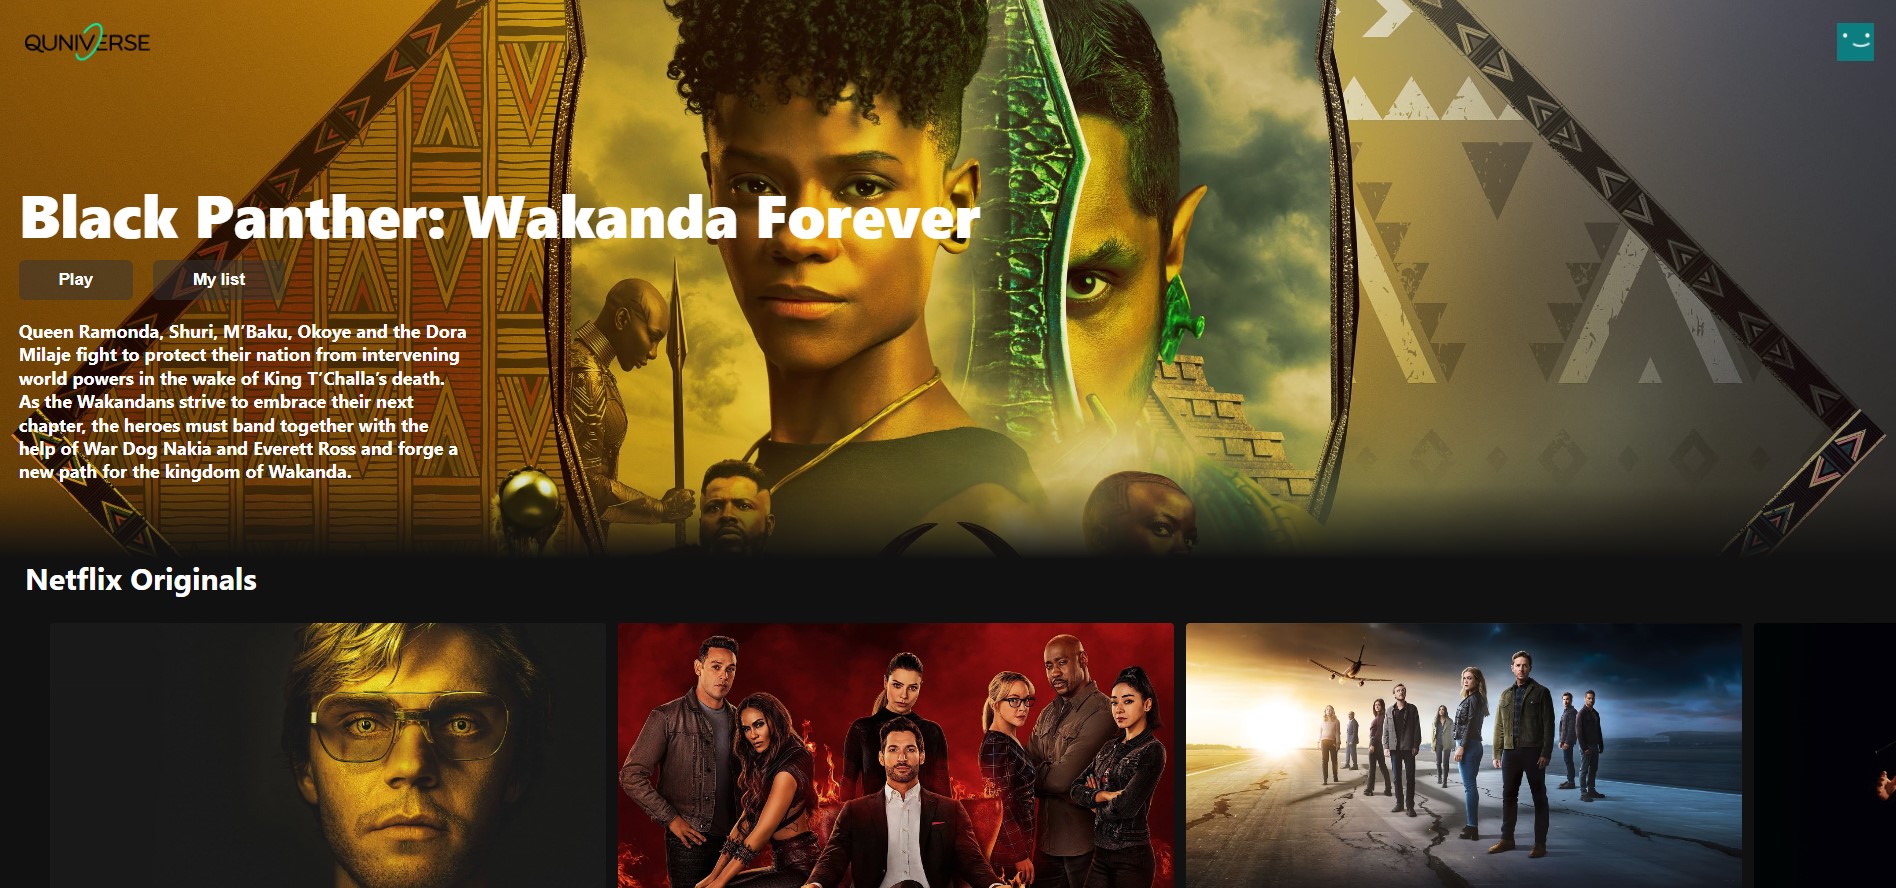 QUNIVERSE
Black Panther: Wakanda Forever
Play
My list
Queen Ramonda, Shuri, M’Baku, Okoye and the Dora
Milaje fight to protect their nation from intervening
world powers in the wake of King T’Challa’s death.
As the Wakandans strive to embrace their next
chapter, the heroes must band together with the
help of War Dog Nakia and Everett Ross and forge a
new path for the kingdom of Wakanda.
Netflix Originals